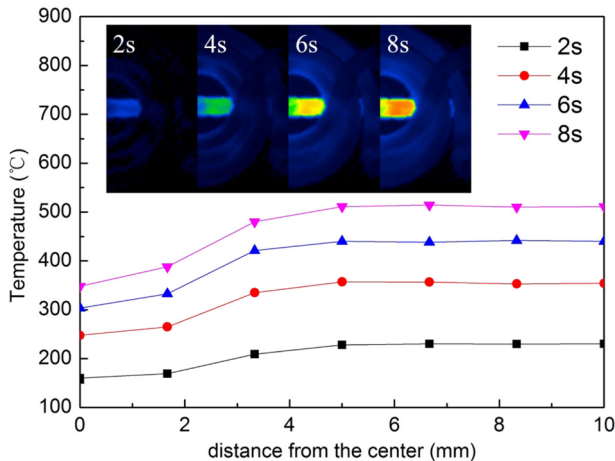 900
800
700
600
500
400
300
200
100
Temperature (℃)
2s 4s 6s 8s
2s
4s
6s
8s
0 2 4 6 8 10
distance from the center (mm)